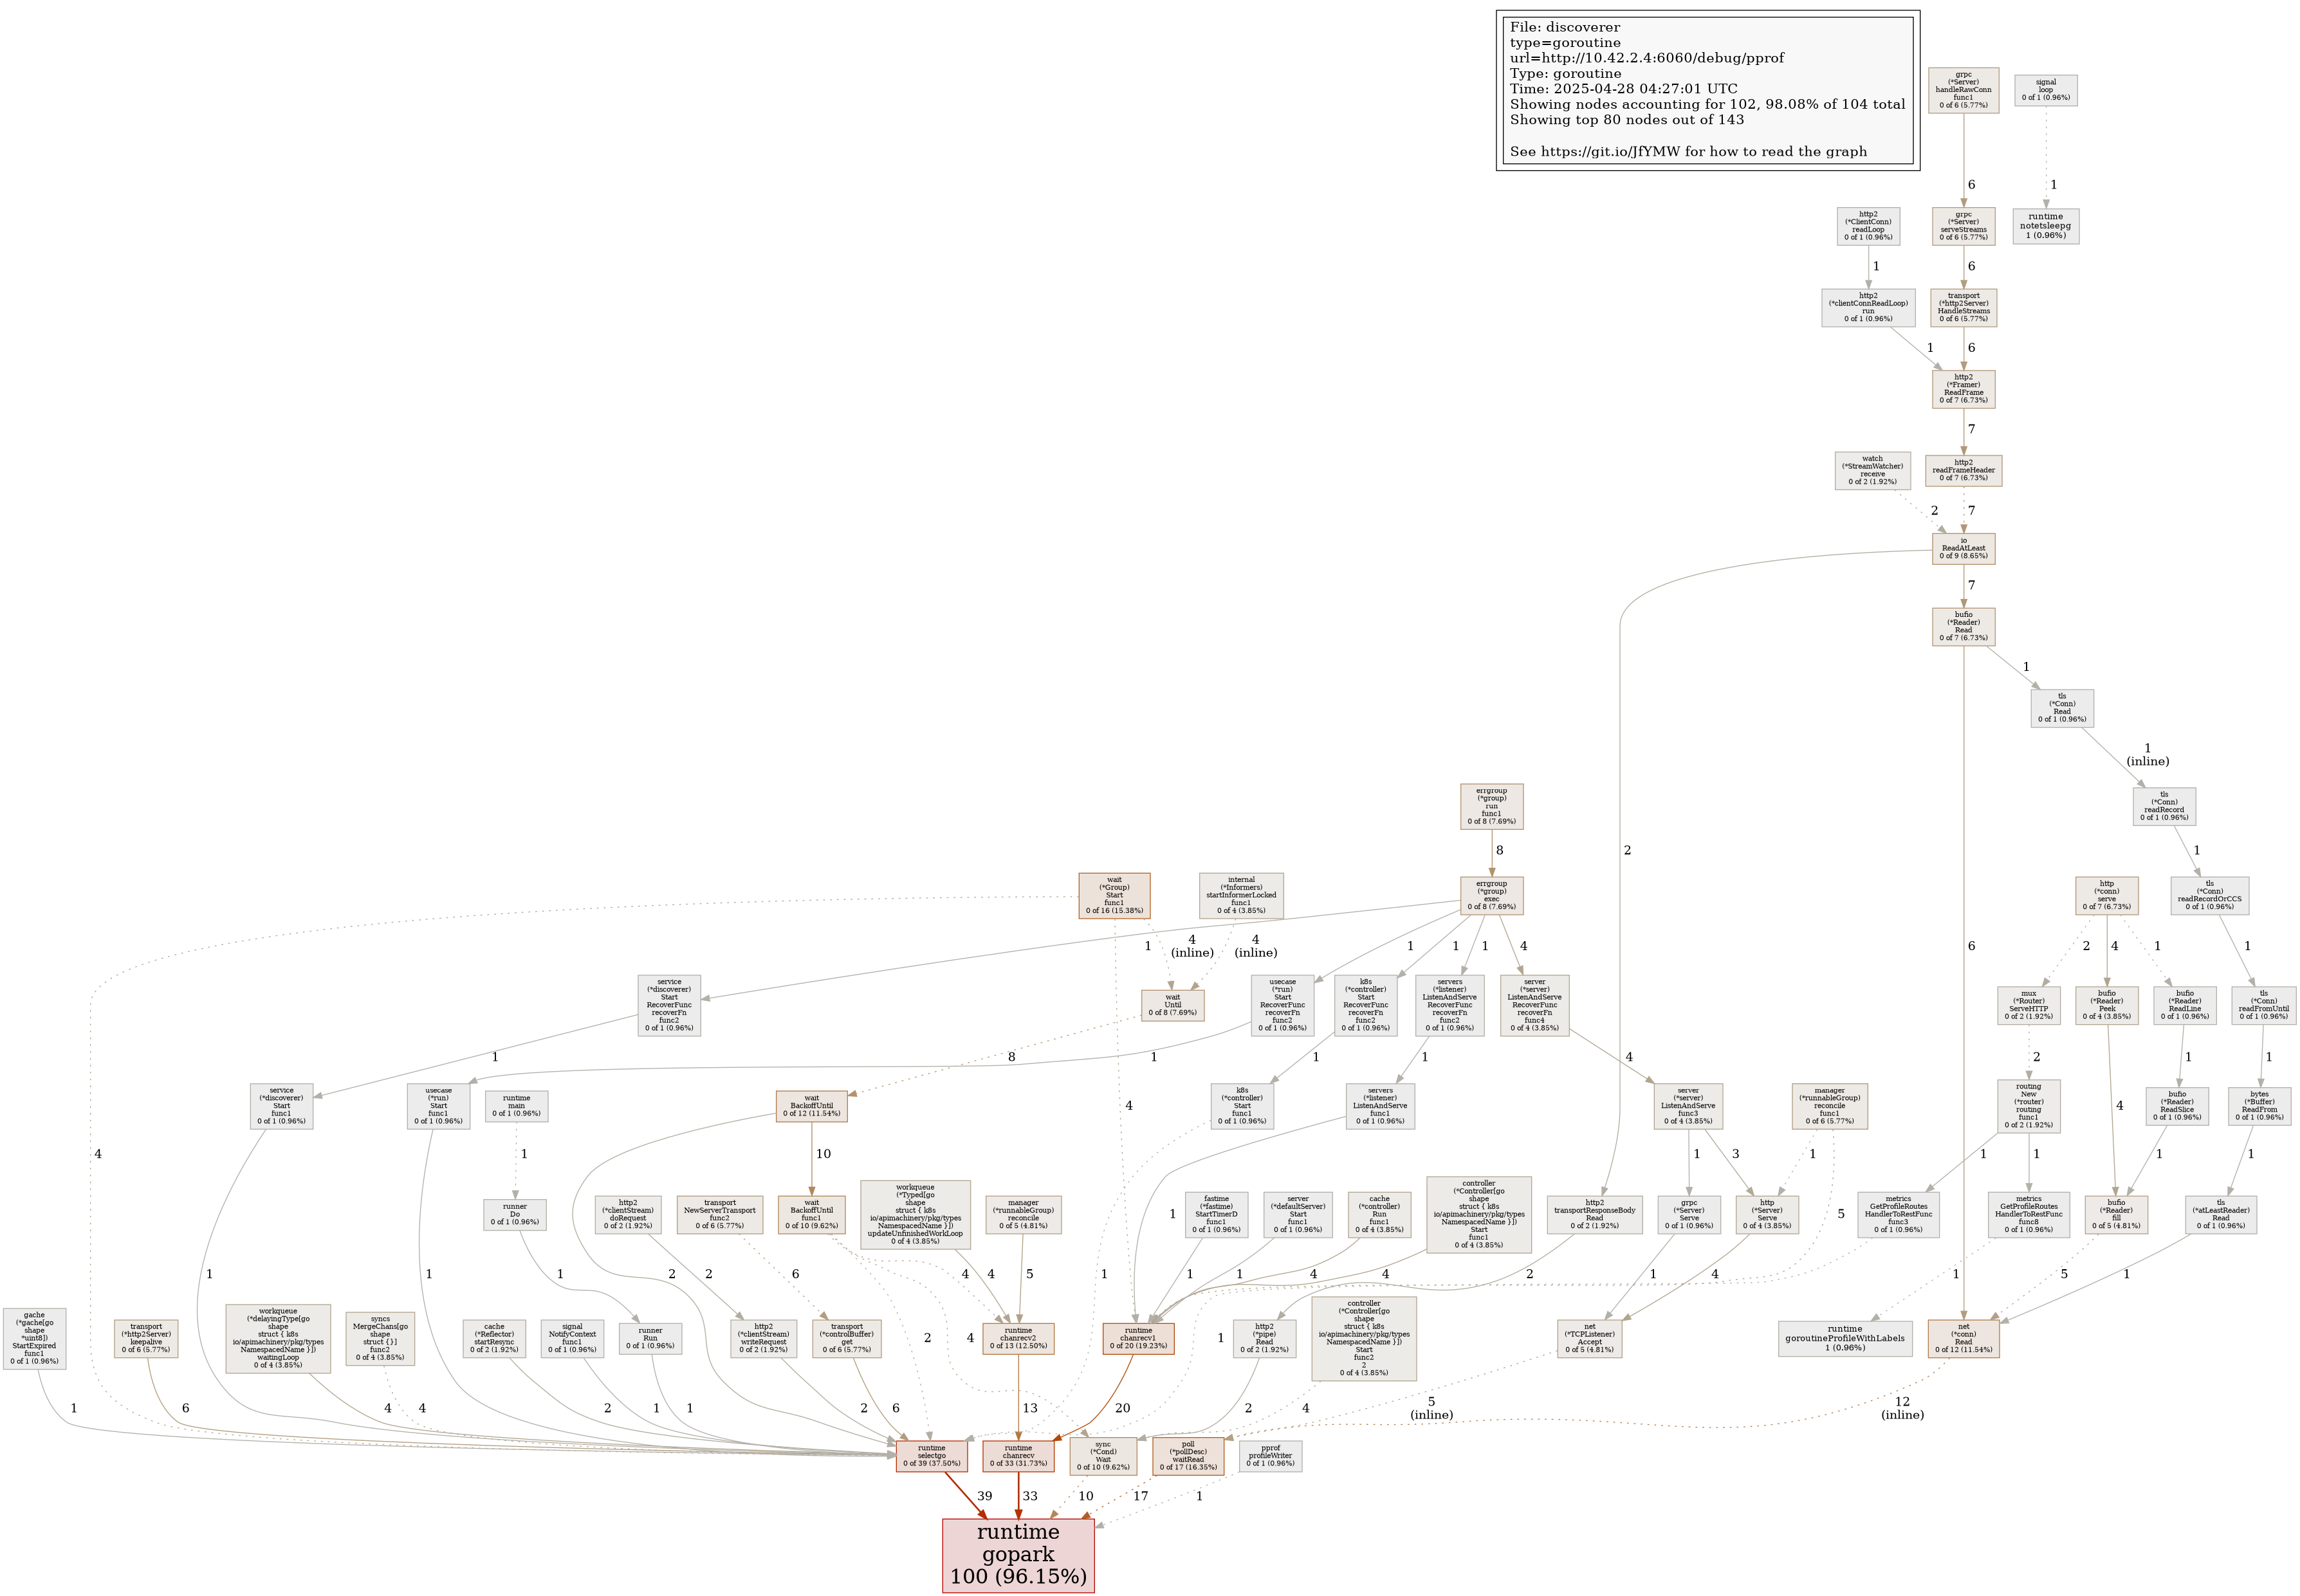 File: discoverer
type=goroutine
url=http://10.42.2.4:6060/debug/pprof
Type: goroutine
Time: 2025-04-28 04:27:01 UTC
Showing nodes accounting for 102, 98.08% of 104 total
Showing top 80 nodes out of 143
See https://git.io/JfYMW for how to read the graph
grpc
(*Server)
handleRawConn
func1
0 of 6 (5.77%)
signal
loop
0 of 1 (0.96%)
6
1
http2
(*ClientConn)
readLoop
0 of 1 (0.96%)
grpc
(*Server)
serveStreams
0 of 6 (5.77%)
runtime
notetsleepg
1 (0.96%)
1
6
http2
(*clientConnReadLoop)
run
0 of 1 (0.96%)
transport
(*http2Server)
HandleStreams
0 of 6 (5.77%)
1
6
http2
(*Framer)
ReadFrame
0 of 7 (6.73%)
7
watch
(*StreamWatcher)
receive
0 of 2 (1.92%)
http2
readFrameHeader
0 of 7 (6.73%)
2
7
io
ReadAtLeast
0 of 9 (8.65%)
7
bufio
(*Reader)
Read
0 of 7 (6.73%)
1
tls
(*Conn)
Read
0 of 1 (0.96%)
1
(inline)
errgroup
(*group)
run
func1
0 of 8 (7.69%)
tls
(*Conn)
readRecord
0 of 1 (0.96%)
8
2
1
wait
(*Group)
Start
func1
0 of 16 (15.38%)
internal
(*Informers)
startInformerLocked
func1
0 of 4 (3.85%)
errgroup
(*group)
exec
0 of 8 (7.69%)
http
(*conn)
serve
0 of 7 (6.73%)
tls
(*Conn)
readRecordOrCCS
0 of 1 (0.96%)
1
4
(inline)
4
(inline)
1
1
1
4
6
2
4
1
1
service
(*discoverer)
Start
RecoverFunc
recoverFn
func2
0 of 1 (0.96%)
wait
Until
0 of 8 (7.69%)
usecase
(*run)
Start
RecoverFunc
recoverFn
func2
0 of 1 (0.96%)
k8s
(*controller)
Start
RecoverFunc
recoverFn
func2
0 of 1 (0.96%)
servers
(*listener)
ListenAndServe
RecoverFunc
recoverFn
func2
0 of 1 (0.96%)
server
(*server)
ListenAndServe
RecoverFunc
recoverFn
func4
0 of 4 (3.85%)
mux
(*Router)
ServeHTTP
0 of 2 (1.92%)
bufio
(*Reader)
Peek
0 of 4 (3.85%)
bufio
(*Reader)
ReadLine
0 of 1 (0.96%)
tls
(*Conn)
readFromUntil
0 of 1 (0.96%)
1
8
1
1
1
4
2
1
1
service
(*discoverer)
Start
func1
0 of 1 (0.96%)
usecase
(*run)
Start
func1
0 of 1 (0.96%)
runtime
main
0 of 1 (0.96%)
wait
BackoffUntil
0 of 12 (11.54%)
4
k8s
(*controller)
Start
func1
0 of 1 (0.96%)
servers
(*listener)
ListenAndServe
func1
0 of 1 (0.96%)
server
(*server)
ListenAndServe
func3
0 of 4 (3.85%)
manager
(*runnableGroup)
reconcile
func1
0 of 6 (5.77%)
routing
New
(*router)
routing
func1
0 of 2 (1.92%)
4
bufio
(*Reader)
ReadSlice
0 of 1 (0.96%)
bytes
(*Buffer)
ReadFrom
0 of 1 (0.96%)
4
1
10
1
3
1
1
1
1
1
runner
Do
0 of 1 (0.96%)
http2
(*clientStream)
doRequest
0 of 2 (1.92%)
transport
NewServerTransport
func2
0 of 6 (5.77%)
wait
BackoffUntil
func1
0 of 10 (9.62%)
workqueue
(*Typed[go
shape
struct { k8s
io/apimachinery/pkg/types
NamespacedName }])
updateUnfinishedWorkLoop
0 of 4 (3.85%)
manager
(*runnableGroup)
reconcile
0 of 5 (4.81%)
1
fastime
(*fastime)
StartTimerD
func1
0 of 1 (0.96%)
server
(*defaultServer)
Start
func1
0 of 1 (0.96%)
cache
(*controller)
Run
func1
0 of 4 (3.85%)
controller
(*Controller[go
shape
struct { k8s
io/apimachinery/pkg/types
NamespacedName }])
Start
func1
0 of 4 (3.85%)
http2
transportResponseBody
Read
0 of 2 (1.92%)
grpc
(*Server)
Serve
0 of 1 (0.96%)
http
(*Server)
Serve
0 of 4 (3.85%)
5
metrics
GetProfileRoutes
HandlerToRestFunc
func3
0 of 1 (0.96%)
metrics
GetProfileRoutes
HandlerToRestFunc
func8
0 of 1 (0.96%)
bufio
(*Reader)
fill
0 of 5 (4.81%)
tls
(*atLeastReader)
Read
0 of 1 (0.96%)
1
1
2
2
6
4
4
5
1
1
1
4
4
2
1
4
1
5
1
gache
(*gache[go
shape
*uint8])
StartExpired
func1
0 of 1 (0.96%)
transport
(*http2Server)
keepalive
0 of 6 (5.77%)
workqueue
(*delayingType[go
shape
struct { k8s
io/apimachinery/pkg/types
NamespacedName }])
waitingLoop
0 of 4 (3.85%)
syncs
MergeChans[go
shape
struct {}]
func2
0 of 4 (3.85%)
cache
(*Reflector)
startResync
0 of 2 (1.92%)
signal
NotifyContext
func1
0 of 1 (0.96%)
runner
Run
0 of 1 (0.96%)
http2
(*clientStream)
writeRequest
0 of 2 (1.92%)
transport
(*controlBuffer)
get
0 of 6 (5.77%)
2
4
runtime
chanrecv2
0 of 13 (12.50%)
runtime
chanrecv1
0 of 20 (19.23%)
1
http2
(*pipe)
Read
0 of 2 (1.92%)
controller
(*Controller[go
shape
struct { k8s
io/apimachinery/pkg/types
NamespacedName }])
Start
func2
2
0 of 4 (3.85%)
net
(*TCPListener)
Accept
0 of 5 (4.81%)
runtime
goroutineProfileWithLabels
1 (0.96%)
net
(*conn)
Read
0 of 12 (11.54%)
1
6
4
4
2
1
1
1
2
6
13
20
2
4
5
(inline)
12
(inline)
runtime
selectgo
0 of 39 (37.50%)
runtime
chanrecv
0 of 33 (31.73%)
sync
(*Cond)
Wait
0 of 10 (9.62%)
poll
(*pollDesc)
waitRead
0 of 17 (16.35%)
pprof
profileWriter
0 of 1 (0.96%)
39
33
10
17
1
runtime
gopark
100 (96.15%)